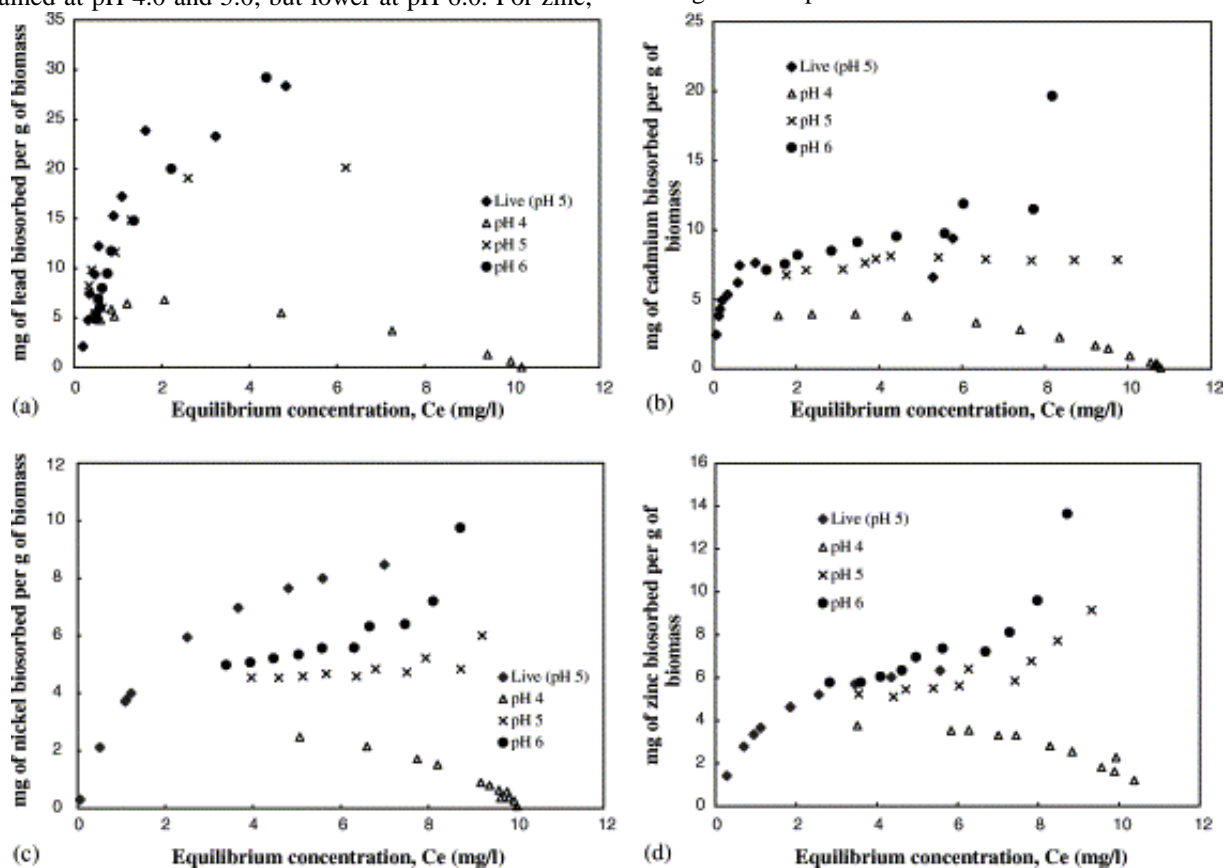 ained at pH 4.0 and 5.0, but lower at pH 6.0. For zinc,
mg of lead biosorbed per g of biomass
35
30
25
20
15
10
5
0
Live (pH 5)
pH 4
pH 5
pH 6
0 2 4 6 8 10 12
(a) Equilibrium concentration, Ce (mg/l)
mg of cadmium biosorbed per g of
biomass
25
20
15
10
5
0
Live (pH 5)
pH 4
pH 5
pH 6
0 2 4 6 8 10 12
(b) Equilibrium concentration, Ce (mg/l)
mg of nickel biosorbed per g of biomass
12
10
8
6
4
2
0
Live (pH 5)
pH 4
pH 5
pH 6
0 2 4 6 8 10 12
(c) Equilibrium concentration, Ce (mg/l)
mg of zinc biosorbed per g of
biomass
16
14
12
10
8
6
4
2
0
Live (pH 5)
pH 4
pH 5
pH 6
0 2 4 6 8 10 12
(d) Equilibrium concentration, Ce (mg/l)